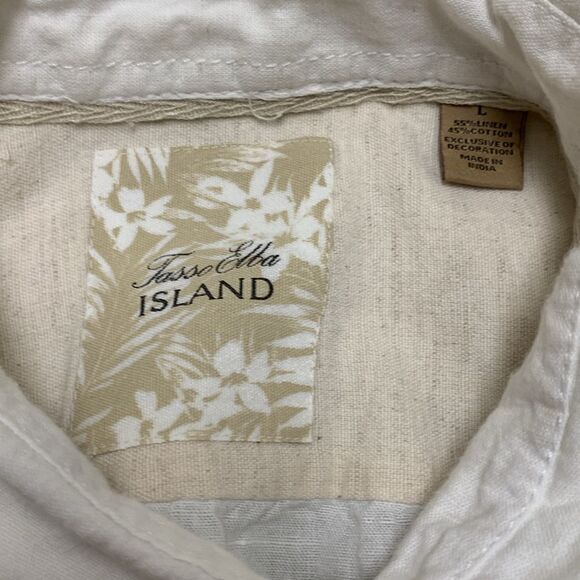 Tasso Elba
ISLAND
L
55% LINEN
45% COTTON
EXCLUSIVE OF
DECORATION
MADE IN
INDIA